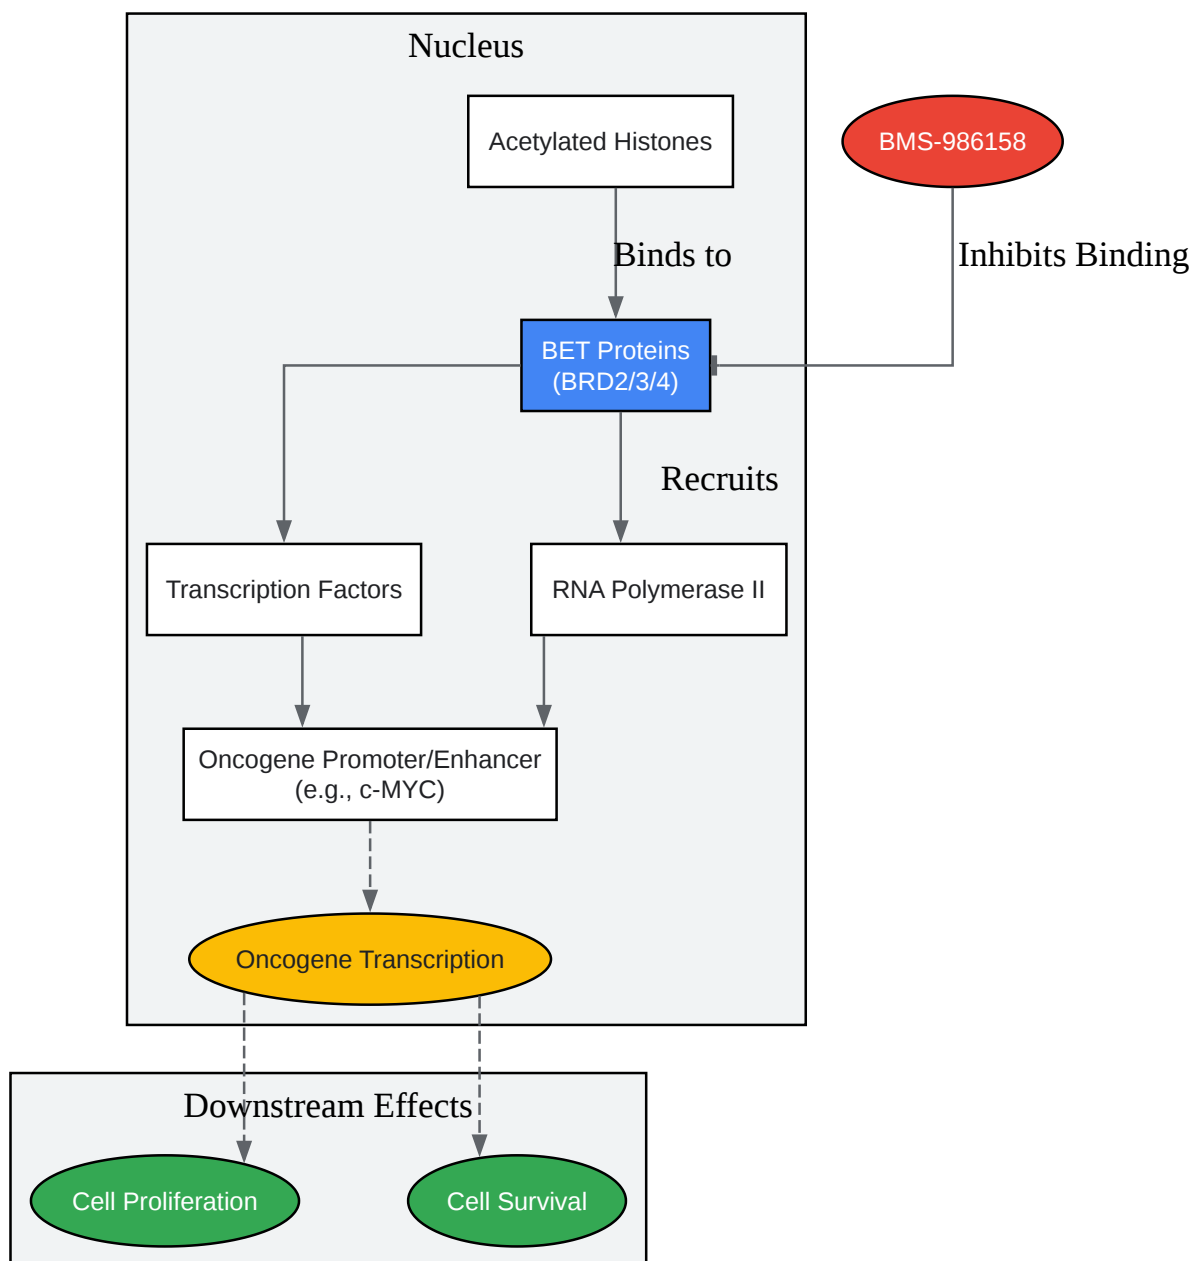 Nucleus
Acetylated Histones
BMS-986158
Binds to
Inhibits Binding
BET Proteins
(BRD2/3/4)
Recruits
Transcription Factors
RNA Polymerase II
Oncogene Promoter/Enhancer
(e.g., c-MYC)
Oncogene Transcription
Downstream Effects
Cell Proliferation
Cell Survival